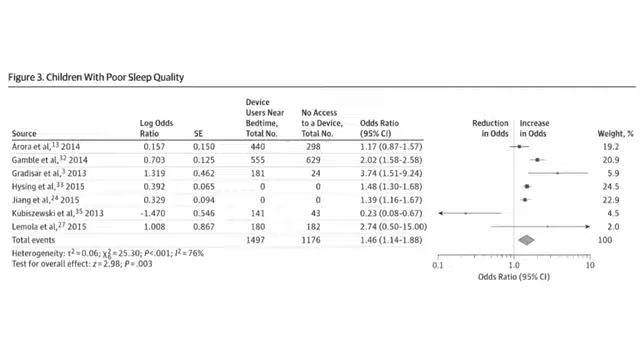 Figure 3. Children With Poor Sleep Quality
Source Log Odds Ratio SE Device Users Near Bedtime, Total No. No Access to a Device, Total No. Odds Ratio (95% CI) Reduction in Odds Increase in Odds Weight, %
Arora et al,13 2014 0.157 0.150 440 298 1.17 (0.87-1.57) 19.2
Gamble et al,32 2014 0.703 0.125 555 629 2.02 (1.58-2.58) 20.9
Gradisar et al,3 2013 1.319 0.462 181 24 3.74 (1.51-9.24) 5.9
Hysing et al,33 2015 0.392 0.065 0 0 1.48 (1.30-1.68) 24.5
Jiang et al,24 2015 0.329 0.094 0 0 1.39 (1.16-1.67) 22.9
Kubiszewski et al,35 2013 -1.470 0.546 141 43 0.23 (0.08-0.67) 4.5
Lemola et al,27 2015 1.008 0.867 180 182 2.74 (0.50-15.00) 2.0
Total events 1497 1176 1.46 (1.14-1.88) 100
Heterogeneity: τ2=0.06; χ26=25.30; P<.001; I2=76%
Test for overall effect: z=2.98; P=.003
0.1 1.0 10
Odds Ratio (95% CI)